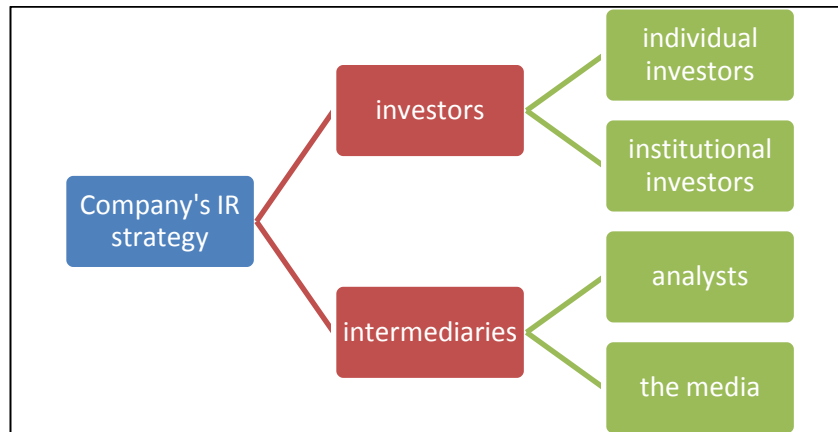 individual
investors
investors
institutional
investors
Company's IR
strategy
analysts
intermediaries
the media